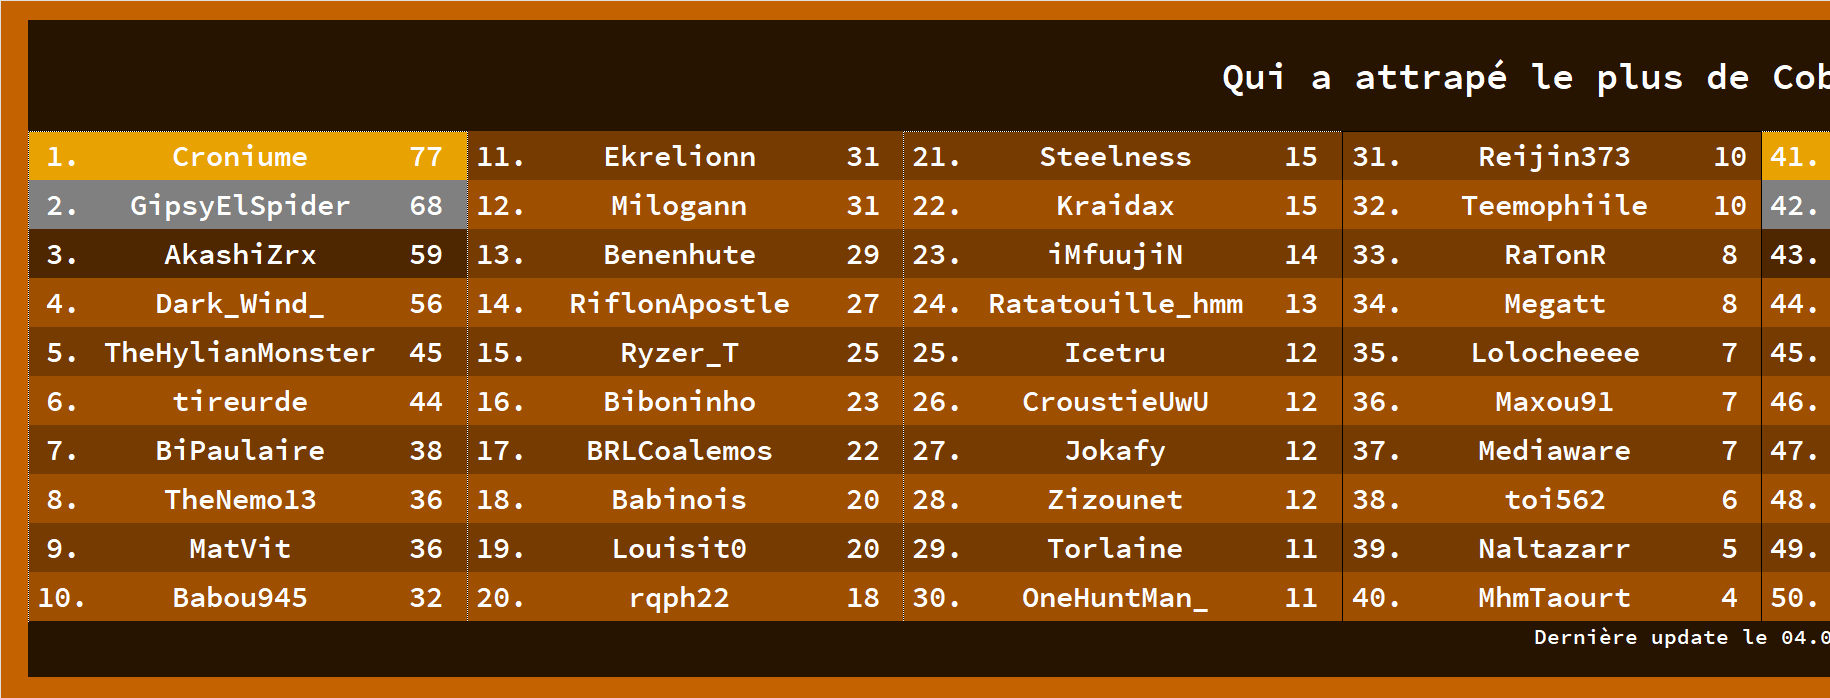 Qui a attrapé le plus de Cob
1. Croniume 77 11. Ekrelionn 31 21. Steelness 15 31. Reijin373 10 41.
2. GipsyElSpider 68 12. Milogann 31 22. Kraidax 15 32. Teemophiile 10 42.
3. AkashiZrx 59 13. Benenhute 29 23. iMfuujiN 14 33. RaTonR 8 43.
4. Dark_Wind_ 56 14. RiflonApostle 27 24. Ratatouille_hmm 13 34. Megatt 8 44.
5. TheHylianMonster 45 15. Ryzer_T 25 25. Icetru 12 35. Lolocheeee 7 45.
6. tireurde 44 16. Biboninho 23 26. CroustieUwU 12 36. Maxou91 7 46.
7. BiPaulaire 38 17. BRLCoalemos 22 27. Jokafy 12 37. Mediaware 7 47.
8. TheNemo13 36 18. Babinois 20 28. Zizounet 12 38. toi562 6 48.
9. MatVit 36 19. Louisit0 20 29. Torlaine 11 39. Naltazarr 5 49.
10. Babou945 32 20. rqph22 18 30. OneHuntMan_ 11 40. MhmTaourt 4 50.
Dernière update le 04.0